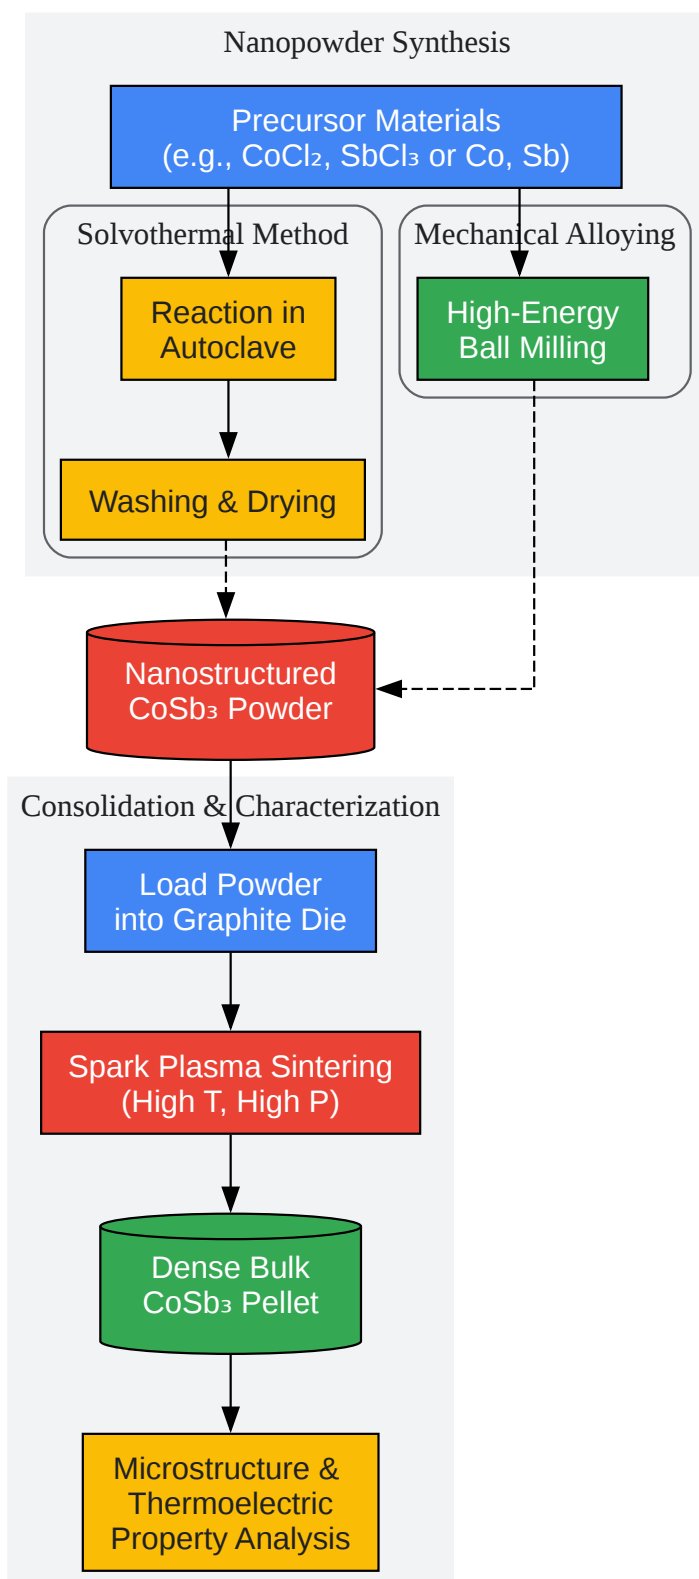 Nanopowder Synthesis
Precursor Materials
(e.g., CoCl₂, SbCl₃ or Co, Sb)
Solvothermal Method
Mechanical Alloying
Reaction in
Autoclave
High-Energy
Ball Milling
Washing & Drying
Nanostructured
CoSb₃ Powder
Consolidation & Characterization
Load Powder
into Graphite Die
Spark Plasma Sintering
(High T, High P)
Dense Bulk
CoSb₃ Pellet
Microstructure &
Thermoelectric
Property Analysis